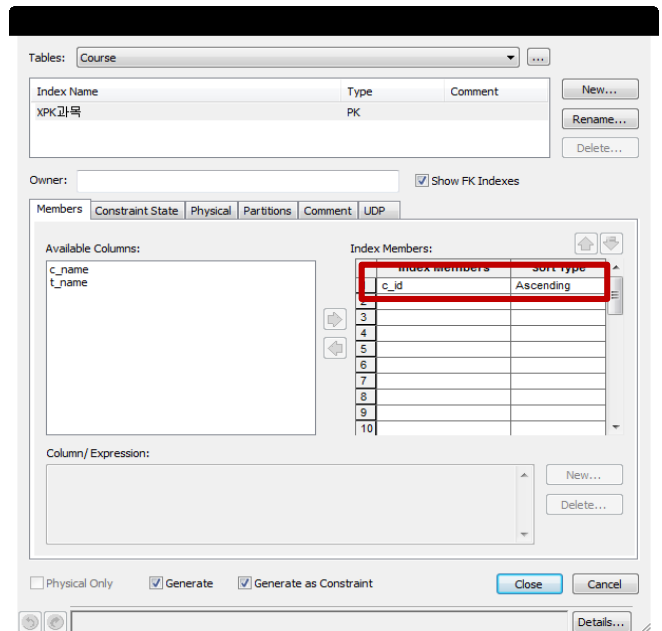 Tables: Course ...
Index Name Type Comment New...
XPK과목 PK
Rename...
Delete...
Owner: Show FK Indexes
Members Constraint State Physical Partitions Comment UDP
Available Columns: Index Members:
Index Members Sort Type
c_name
c_id Ascending
t_name
2
3
4
5
6
7
8
9
10
Column/Expression:
New...
Delete...
Physical Only Generate Generate as Constraint Close Cancel
Details...